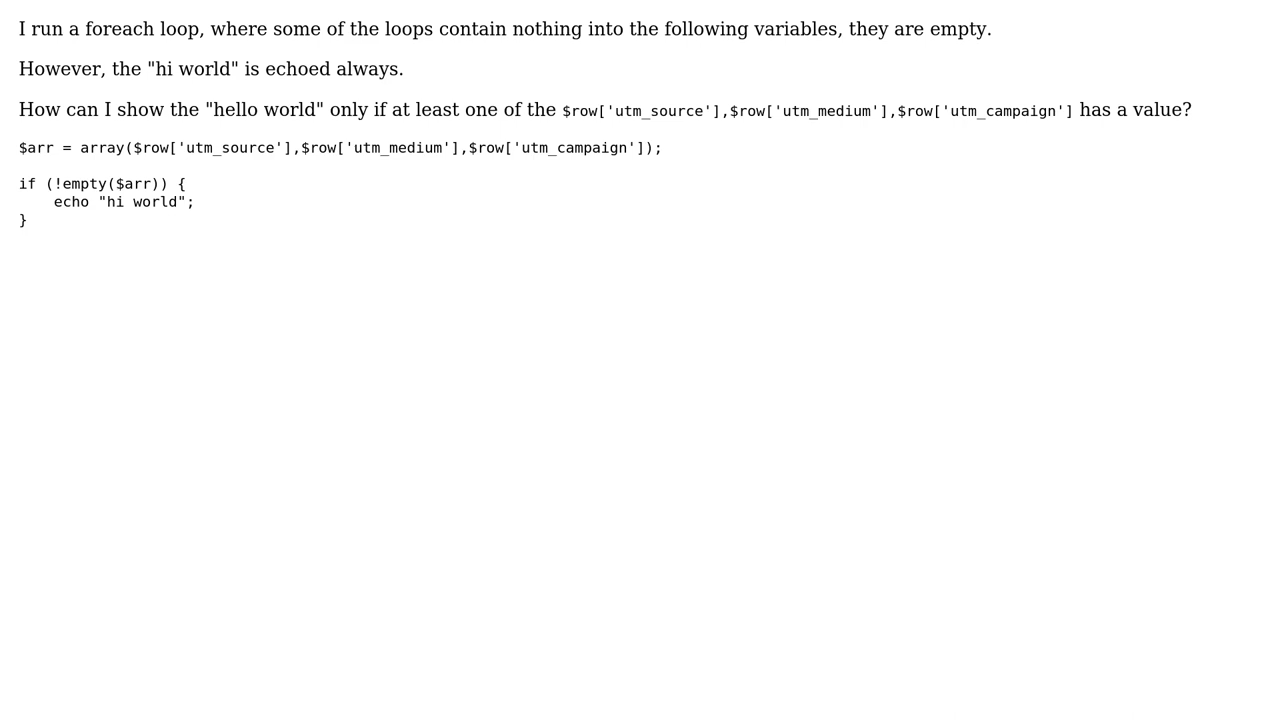 I run a foreach loop, where some of the loops contain nothing into the following variables, they are empty.
However, the "hi world" is echoed always.
How can I show the "hello world" only if at least one of the $row['utm_source'],$row['utm_medium'],$row['utm_campaign'] has a value?
$arr = array($row['utm_source'],$row['utm_medium'],$row['utm_campaign']);
if (!empty($arr)) {
    echo "hi world";
}